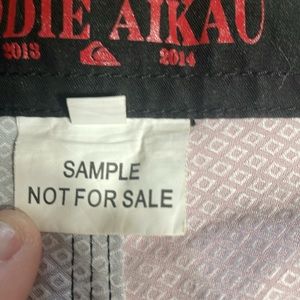 DDIE AIKAU
2013 2014
SAMPLE
NOT FOR SALE